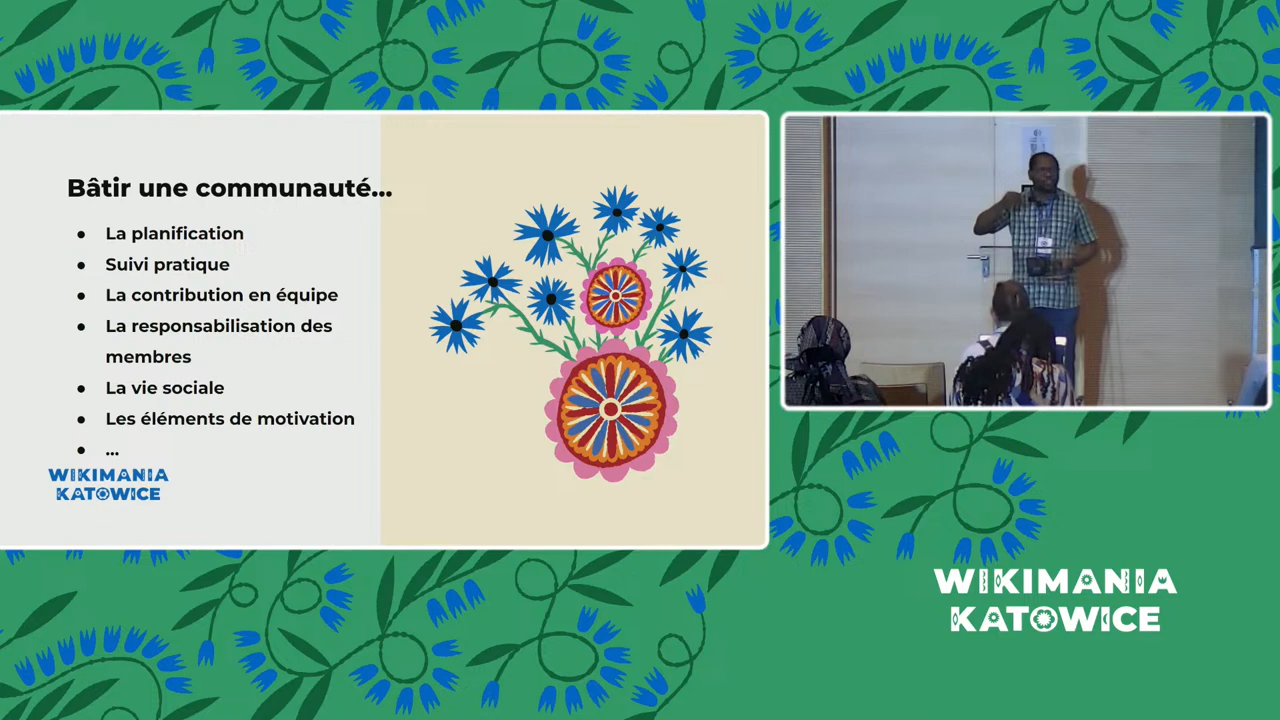 Bâtir une communauté...
● La planification
● Suivi pratique
● La contribution en équipe
● La responsabilisation des
membres
● La vie sociale
● Les éléments de motivation
● ...
WIKIMANIA
KATOWICE
WIKIMANIA
KATOWICE